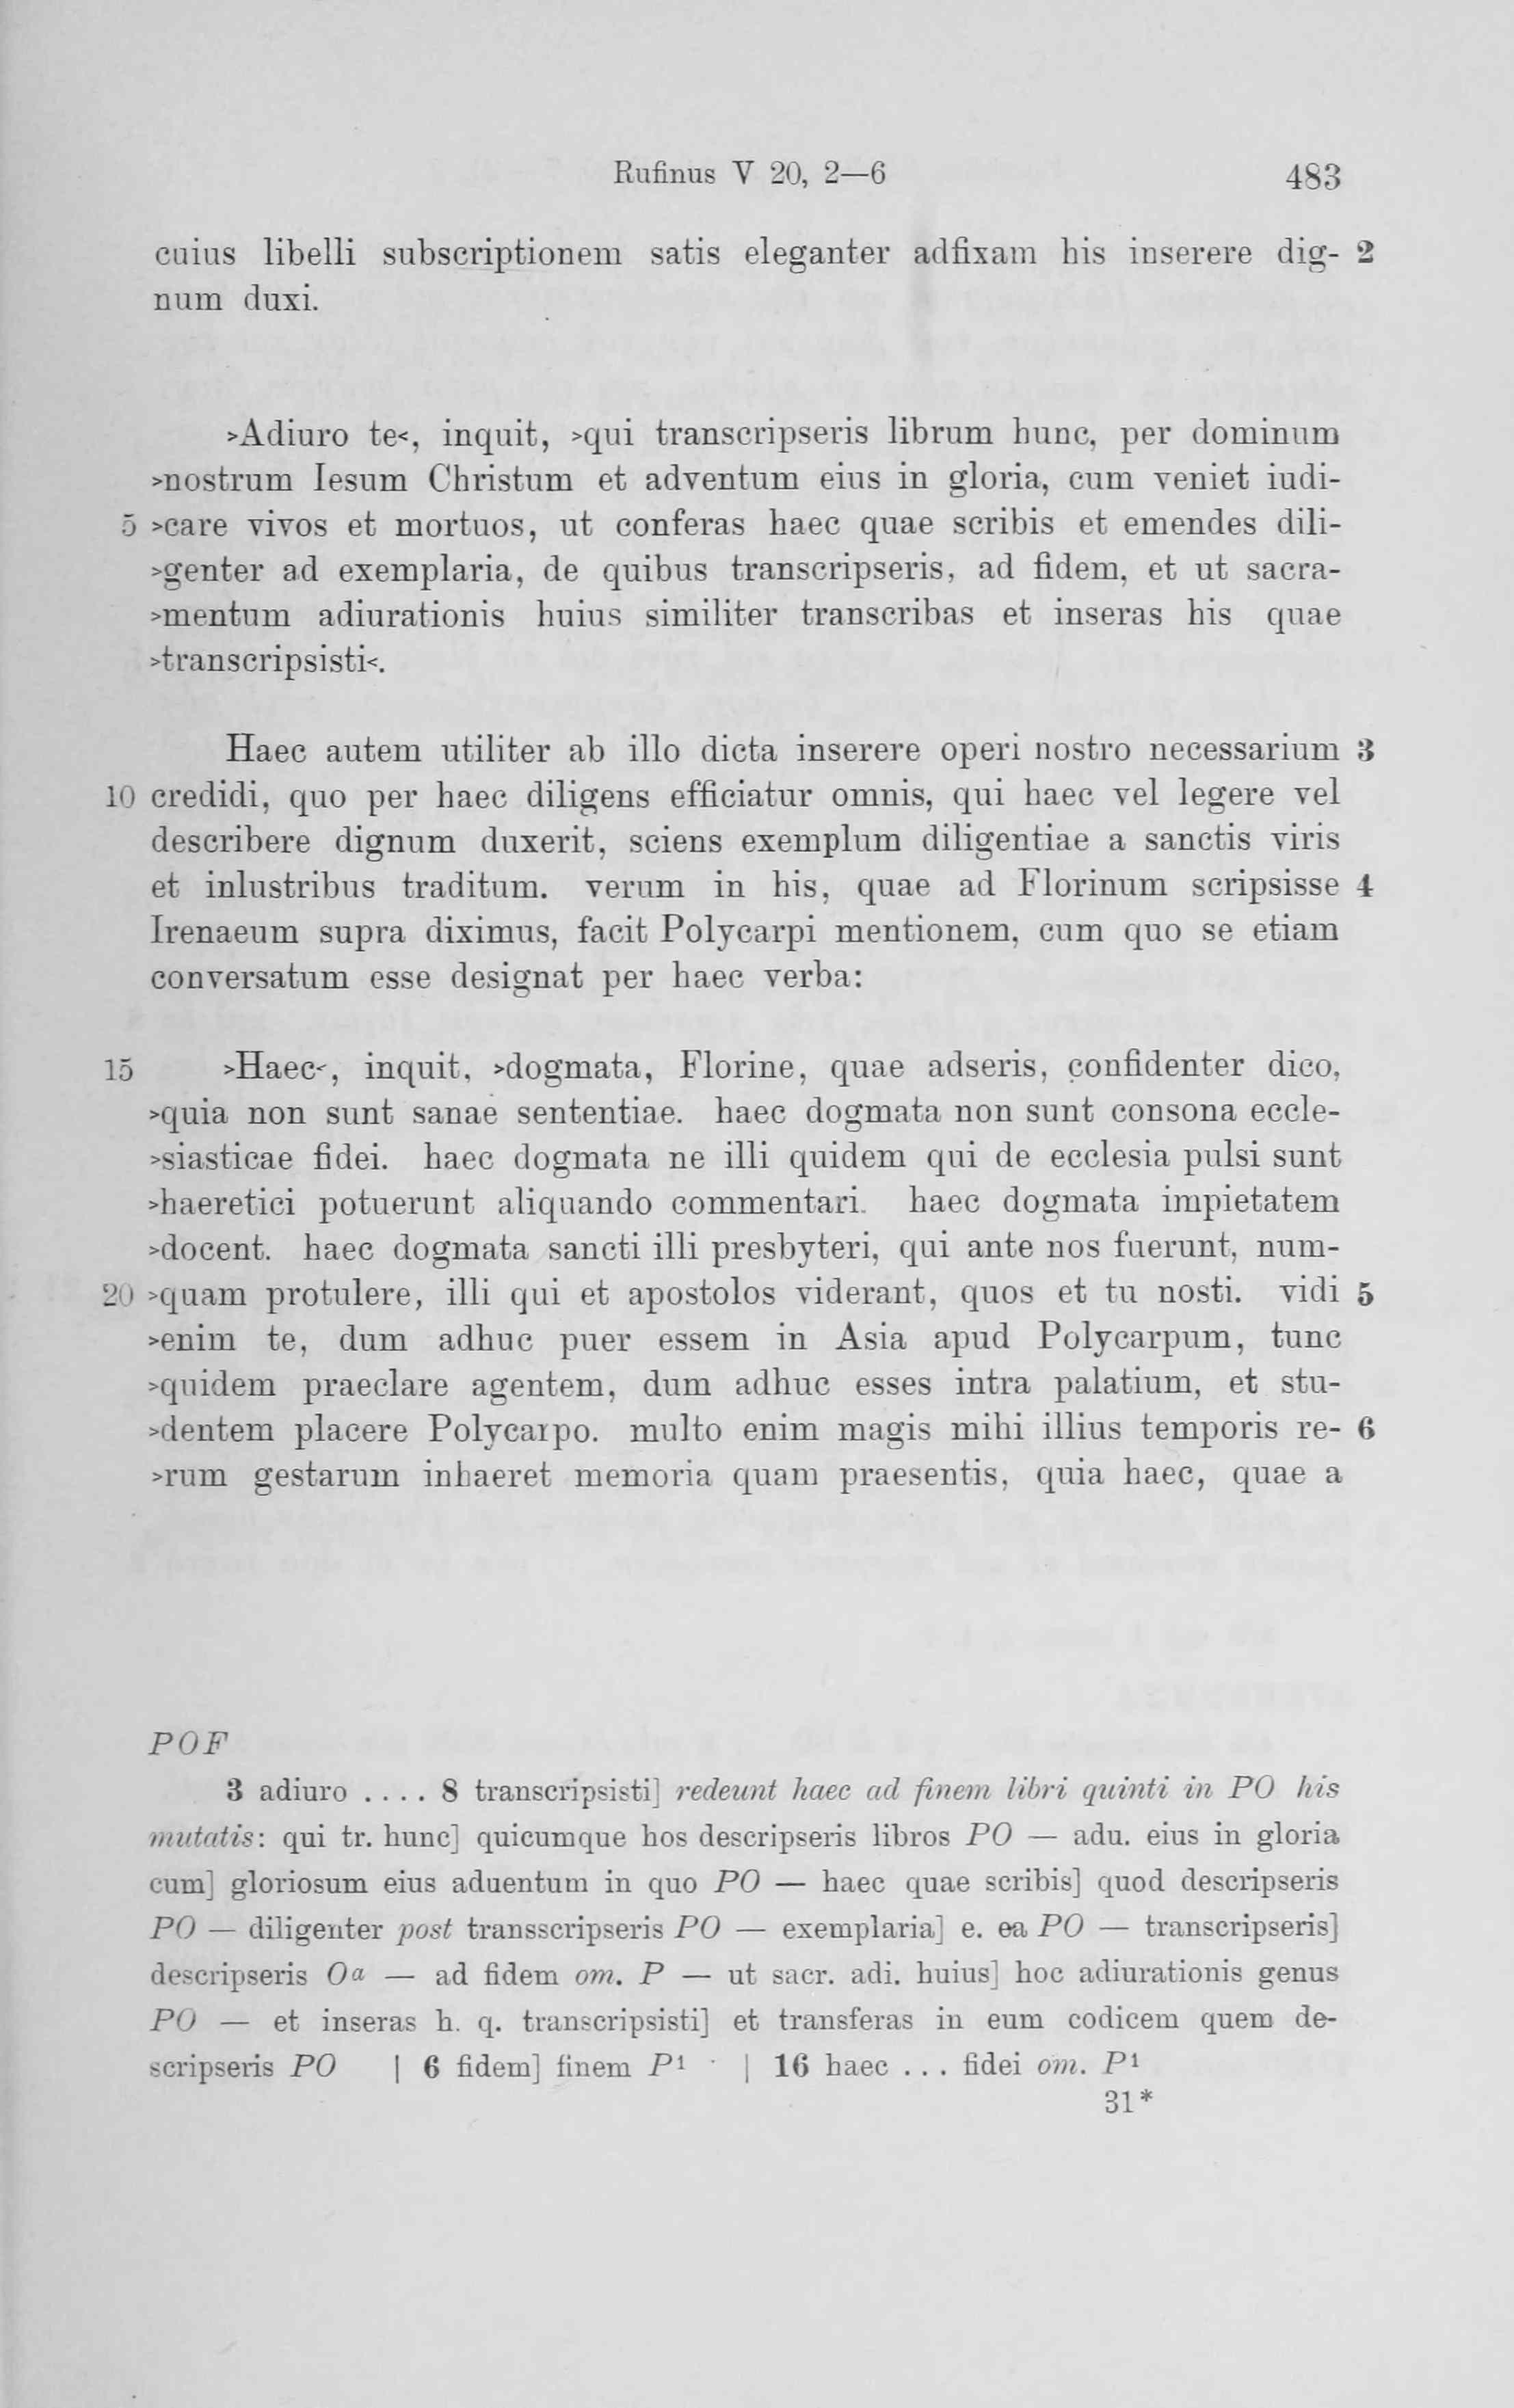 Rufinus V 20, 2—6 483
cuius libelli subscriptionem satis eleganter adfixam his inserere dig- 2
num duxi.
>Adiuro te<, inquit, >qui transcripseris librum hunc, per dominum
>nostrum Iesum Christum et adventum eius in gloria, cum veniet iudi-
5 >care vivos et mortuos, ut conferas haec quae scribis et emendes dili-
>genter ad exemplaria, de quibus transcripseris, ad fidem, et ut sacra-
>mentum adiurationis huius similiter transcribas et inseras his quae
>transcripsisti<.
Haec autem utiliter ab illo dicta inserere operi nostro necessarium 3
10 credidi, quo per haec diligens efficiatur omnis, qui haec vel legere vel
describere dignum duxerit, sciens exemplum diligentiae a sanctis viris
et inlustribus traditum. verum in his, quae ad Florinum scripsisse 4
Irenaeum supra diximus, facit Polycarpi mentionem, cum quo se etiam
conversatum esse designat per haec verba:
15 >Haec<, inquit, >dogmata, Florine, quae adseris, confidenter dico,
>quia non sunt sanae sententiae. haec dogmata non sunt consona eccle-
>siasticae fidei. haec dogmata ne illi quidem qui de ecclesia pulsi sunt
>haeretici potuerunt aliquando commentari. haec dogmata impietatem
>docent. haec dogmata sancti illi presbyteri, qui ante nos fuerunt, num-
20 >quam protulere, illi qui et apostolos viderant, quos et tu nosti. vidi 5
>enim te, dum adhuc puer essem in Asia apud Polycarpum, tunc
>quidem praeclare agentem, dum adhuc esses intra palatium, et stu-
>dentem placere Polycarpo. multo enim magis mihi illius temporis re- 6
>rum gestarum inhaeret memoria quam praesentis, quia haec, quae a
POF
3 adiuro .... 8 transcripsisti] redeunt haec ad finem libri quinti in PO his
mutatis: qui tr. hunc] quicumque hos descripseris libros PO — adu. eius in gloria
cum] gloriosum eius aduentum in quo PO — haec quae scribis] quod descripseris
PO — diligenter post transscripseris PO — exemplaria] e. ea PO — transcripseris]
descripseris Oa — ad fidem om. P — ut sacr. adi. huius] hoc adiurationis genus
PO — et inseras h. q. transcripsisti] et transferas in eum codicem quem de-
scripseris PO | 6 fidem] finem P1 | 16 haec ... fidei om. P1
31*